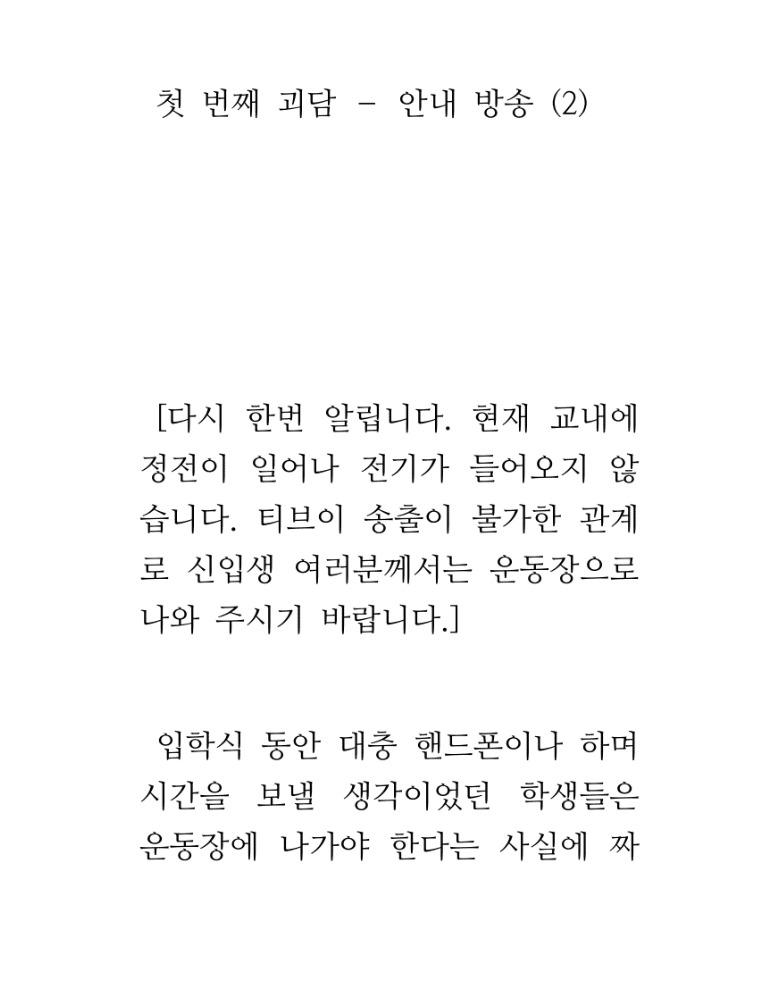 첫 번째 괴담 – 안내 방송 (2)
[다시 한번 알립니다. 현재 교내에
정전이 일어나 전기가 들어오지 않
습니다. 티브이 송출이 불가한 관계
로 신입생 여러분께서는 운동장으로
나와 주시기 바랍니다.]
입학식 동안 대충 핸드폰이나 하며
시간을 보낼 생각이었던 학생들은
운동장에 나가야 한다는 사실에 짜